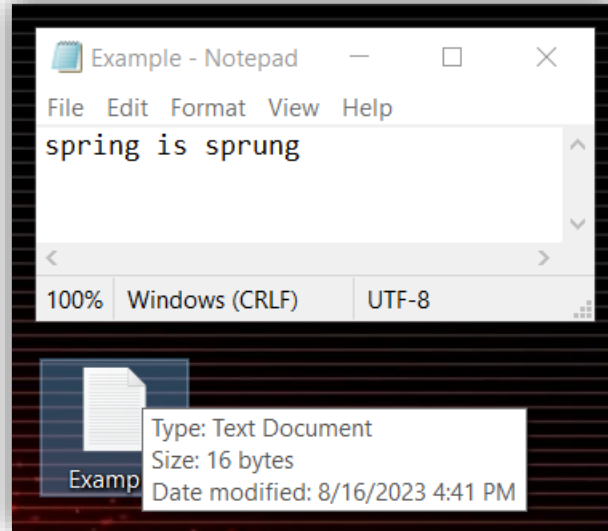 Example - Notepad
File Edit Format View Help
spring is sprung
100% Windows (CRLF) UTF-8
Type: Text Document
Size: 16 bytes
Examp
Date modified: 8/16/2023 4:41 PM